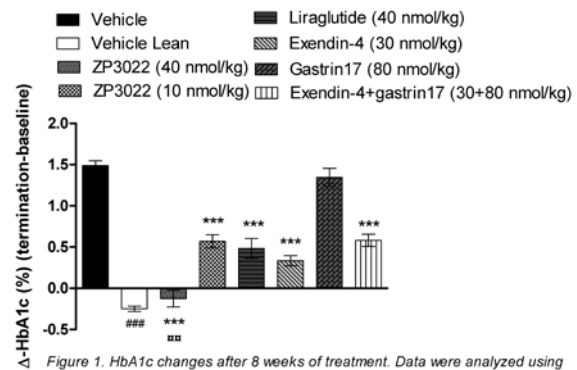 Vehicle
Vehicle Lean
ZP3022 (40 nmol/kg)
ZP3022 (10 nmol/kg)
Liraglutide (40 nmol/kg)
Exendin-4 (30 nmol/kg)
Gastrin17 (80 nmol/kg)
Exendin-4+gastrin17 (30+80 nmol/kg)
Δ-HbA1c (%) (termination-baseline)
2.0
1.5
1.0
0.5
0.0
-0.5
###
***
¤¤
***
***
***
***
Figure 1. HbA1c changes after 8 weeks of treatment. Data were analyzed using